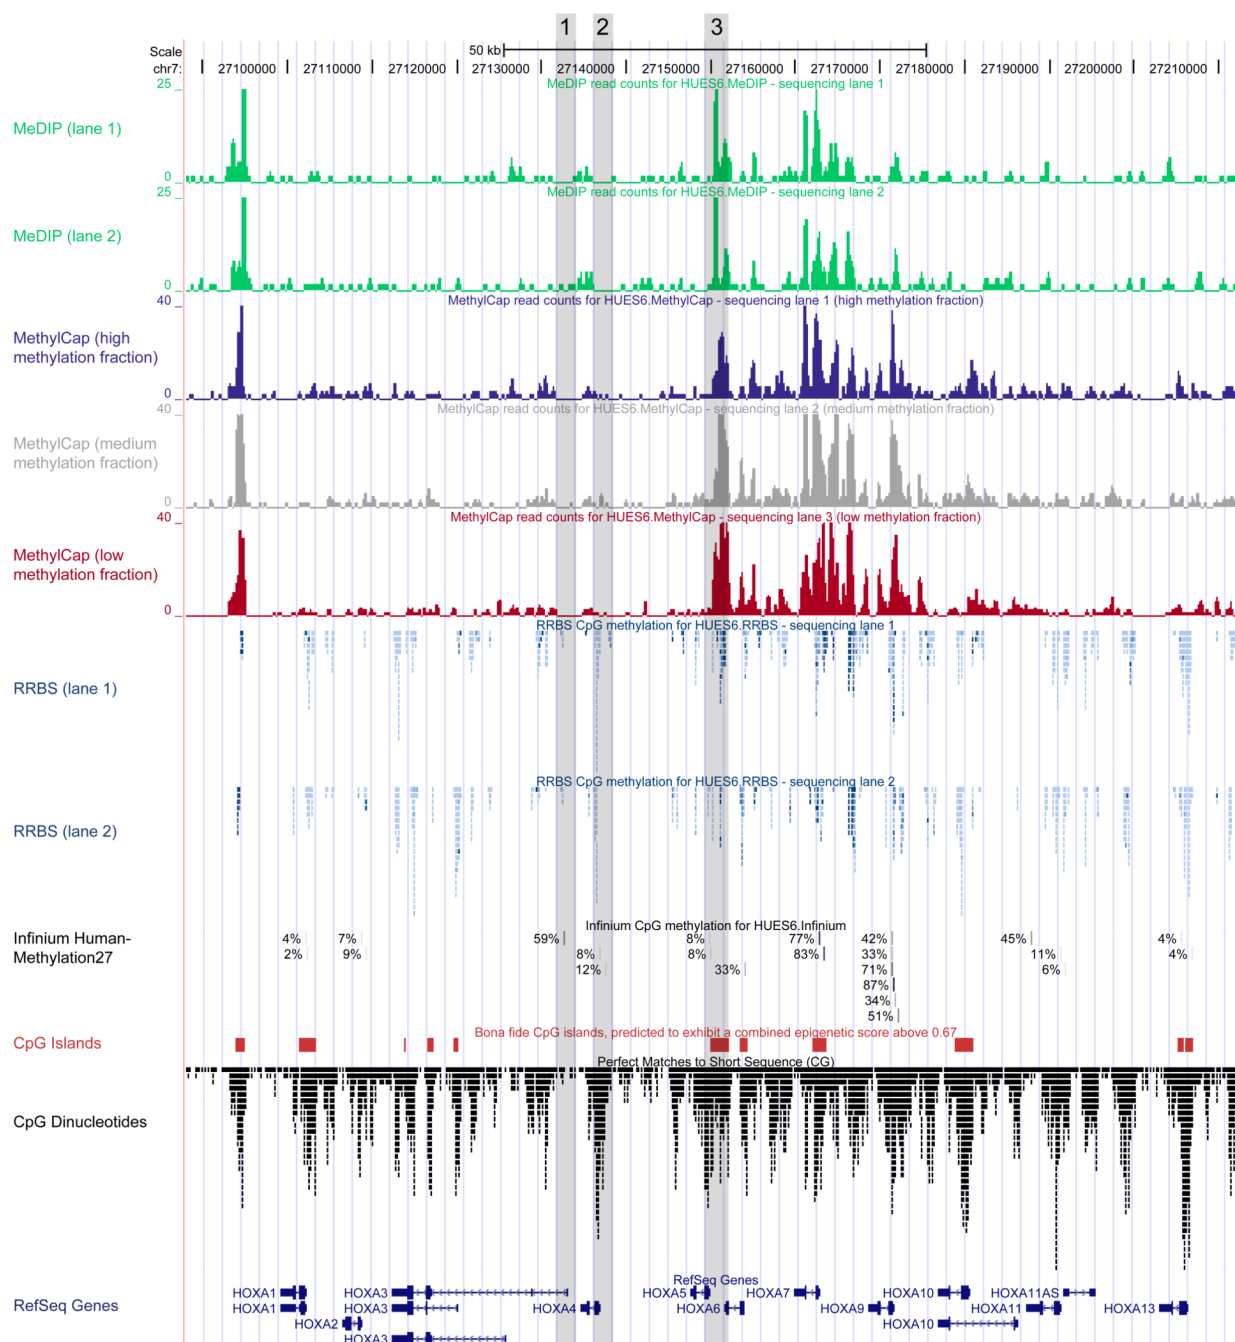 1 2 3
Scale 50 kb
chr7: 27100000 27110000 27120000 27130000 27140000 27150000 27160000 27170000 27180000 27190000 27200000 27210000
MeDIP read counts for HUES6.MeDIP - sequencing lane 1
25
MeDIP (lane 1)
0
MeDIP read counts for HUES6.MeDIP - sequencing lane 2
25
MeDIP (lane 2)
0
MethylCap read counts for HUES6.MethylCap - sequencing lane 1 (high methylation fraction)
40
MethylCap (high
methylation fraction)
0
MethylCap read counts for HUES6.MethylCap - sequencing lane 2 (medium methylation fraction)
40
MethylCap (medium
methylation fraction)
0
MethylCap read counts for HUES6.MethylCap - sequencing lane 3 (low methylation fraction)
40
MethylCap (low
methylation fraction)
0
RRBS CpG methylation for HUES6.RRBS - sequencing lane 1
RRBS (lane 1)
RRBS CpG methylation for HUES6.RRBS - sequencing lane 2
RRBS (lane 2)
Infinium CpG methylation for HUES6.Infinium
Infinium Human-
Methylation27
4% 7% 59% 8% 77% 42% 45% 4%
2% 9% 8% 8% 83% 33% 11% 4%
12% 33% 71% 6%
87%
34%
51%
Bona fide CpG islands, predicted to exhibit a combined epigenetic score above 0.67
CpG Islands
Perfect Matches to Short Sequence (CG)
CpG Dinucleotides
RefSeq Genes
RefSeq Genes
HOXA1 HOXA3 HOXA5 HOXA7 HOXA10 HOXA11AS
HOXA1 HOXA3 HOXA4 HOXA6 HOXA9 HOXA11 HOXA13
HOXA2 HOXA10
HOXA3